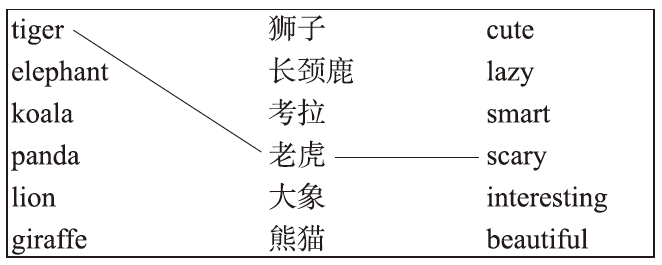 tiger 狮子 cute
elephant 长颈鹿 lazy
koala 考拉 smart
panda 老虎 scary
lion 大象 interesting
giraffe 熊猫 beautiful